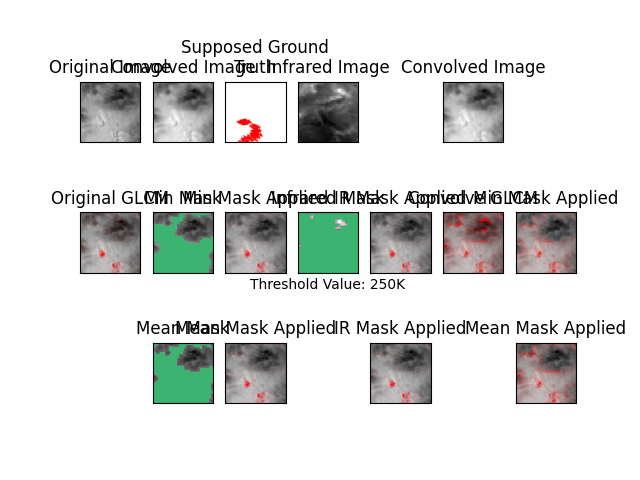 Original Image
Convolved Image
Supposed Ground
Truth
Infrared Image
Convolved Image
Original GLCM
Min Mask
Min Mask Applied
Infrared Mask
IR Mask Applied
Convolved GLCM
Min Mask Applied
Threshold Value: 250K
Mean Mask
Mean Mask Applied
IR Mask Applied
Mean Mask Applied